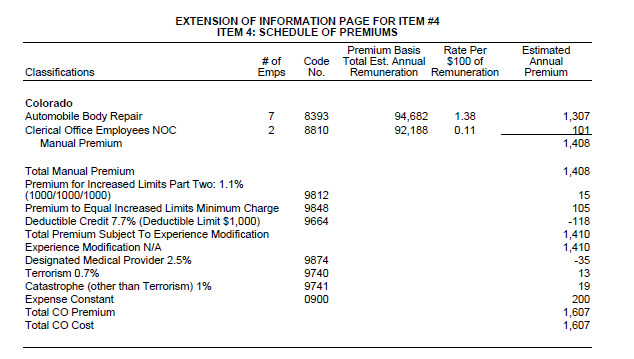 EXTENSION OF INFORMATION PAGE FOR ITEM #4
ITEM 4: SCHEDULE OF PREMIUMS
Premium Basis Rate Per Estimated
# of Code Total Est. Annual $100 of Annual
Classifications Emps No. Remuneration Remuneration Premium
Colorado
Automobile Body Repair 7 8393 94,682 1.38 1,307
Clerical Office Employees NOC 2 8810 92,188 0.11 101
Manual Premium 1,408
Total Manual Premium 1,408
Premium for Increased Limits Part Two: 1.1%
(1000/1000/1000) 9812 15
Premium to Equal Increased Limits Minimum Charge 9848 105
Deductible Credit 7.7% (Deductible Limit $1,000) 9664 -118
Total Premium Subject To Experience Modification 1,410
Experience Modification N/A 1,410
Designated Medical Provider 2.5% 9874 -35
Terrorism 0.7% 9740 13
Catastrophe (other than Terrorism) 1% 9741 19
Expense Constant 0900 200
Total CO Premium 1,607
Total CO Cost 1,607